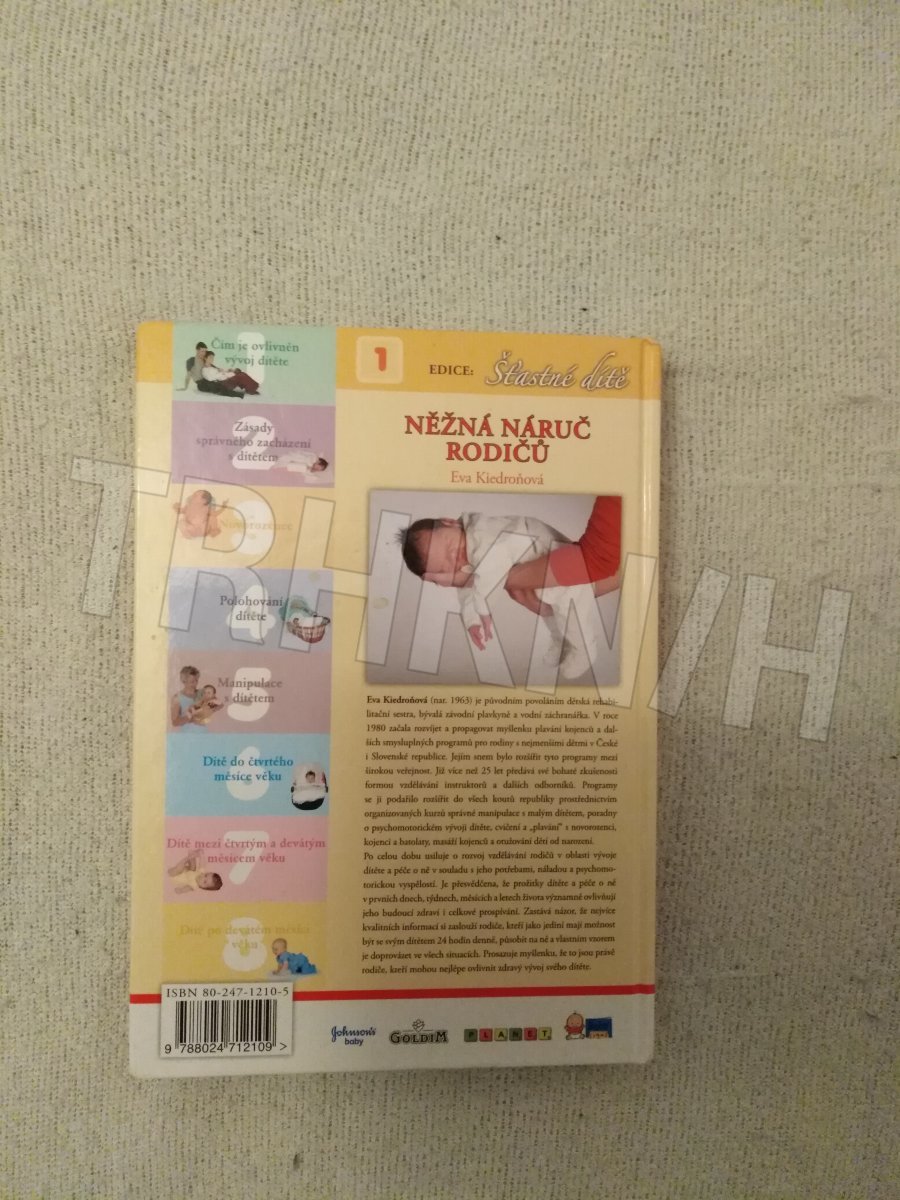 1
Čím je ovlivněn
vývoj dítěte
2
Zásady
správného zacházení
s dítětem
3
Novorozenec
4
Polohování
dítěte
5
Manipulace
s dítětem
6
Dítě do čtvrtého
měsíce věku
7
Dítě mezi čtvrtým a devátým
měsícem věku
8
Dítě po devátém měsíci
věku
1
EDICE: Šťastné dítě
NĚŽNÁ NÁRUČ
RODIČŮ
Eva Kiedroňová
Eva Kiedroňová (nar. 1963) je původním povoláním dětská rehabi-
litační sestra, bývalá závodní plavkyně a vodní záchranářka. V roce
1980 začala rozvíjet a propagovat myšlenku plavání kojenců a dal-
ších smysluplných programů pro rodiny s nejmenšími dětmi v České
i Slovenské republice. Jejím snem bylo rozšířit tyto programy mezi
širokou veřejnost. Již více než 25 let předává své bohaté zkušenosti
formou vzdělávání instruktorů a dalších odborníků. Programy
se jí podařilo rozšířit do všech koutů republiky prostřednictvím
organizovaných kurzů správné manipulace s malým dítětem, poradny
o psychomotorickém vývoji dítěte, cvičení a „plavání" s novorozenci,
kojenci a batolaty, masáží kojenců a otužování dětí od narození.
Po celou dobu usiluje o rozvoj vzdělávání rodičů v oblasti vývoje
dítěte a péče o ně v souladu s jeho potřebami, náladou a psychomo-
torickou vyspělostí. Je přesvědčena, že prožitky dítěte a péče o ně
v prvních dnech, týdnech, měsících a letech života významně ovlivňují
jeho budoucí zdraví i celkové prospívání. Zastává názor, že nejvíce
kvalitních informací si zaslouží rodiče, kteří jako jediní mají možnost
být se svým dítětem 24 hodin denně, působit na ně a vlastním vzorem
je doprovázet ve všech situacích. Prosazuje myšlenku, že to jsou právě
rodiče, kteří mohou nejlépe ovlivnit zdravý vývoj svého dítěte.
ISBN 80-247-1210-5
9 788024 712109 >
Johnson's
baby
GOLDIM
PLANET
TRHKNIH